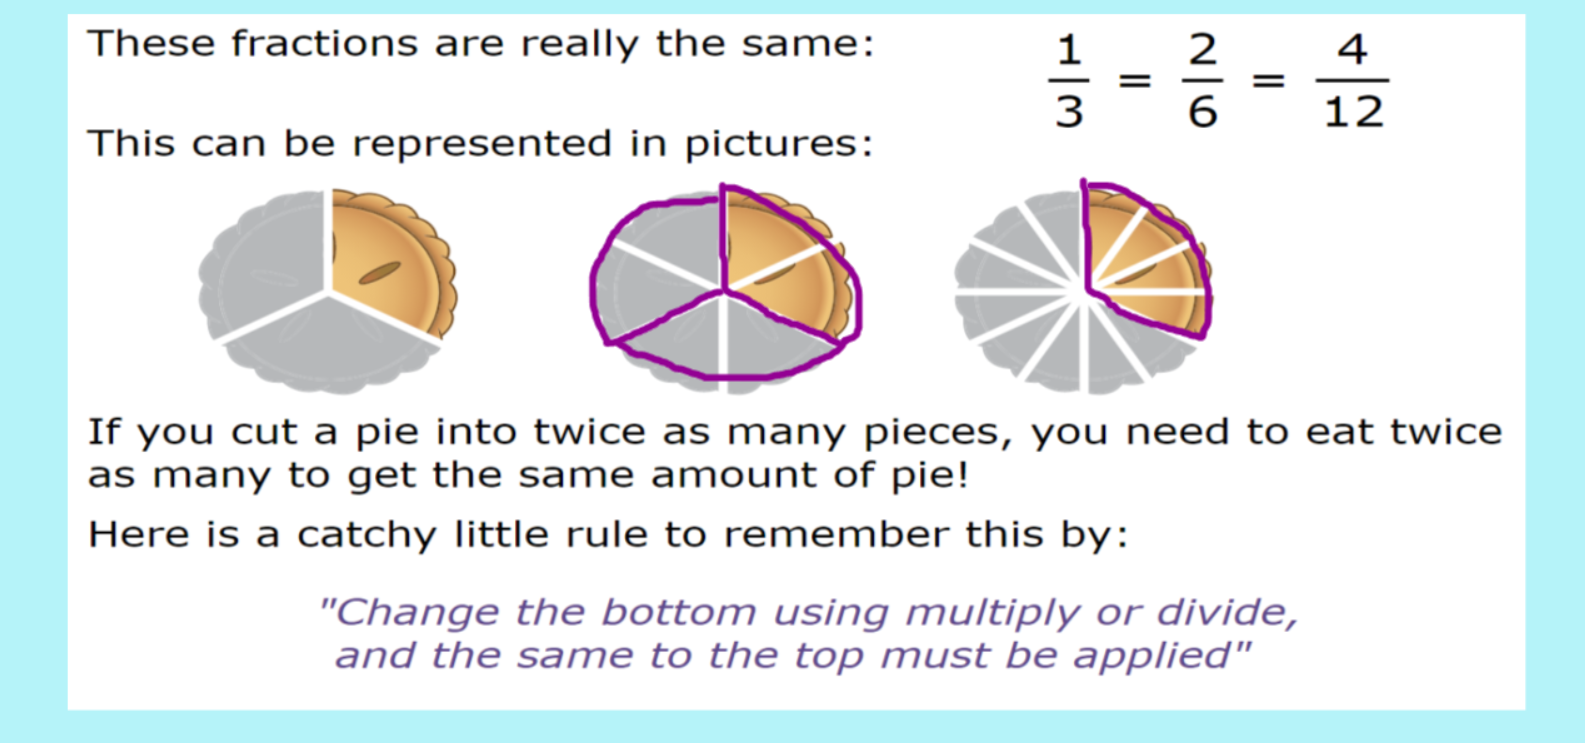 These fractions are really the same:
1/3 = 2/6 = 4/12
This can be represented in pictures:
If you cut a pie into twice as many pieces, you need to eat twice
as many to get the same amount of pie!
Here is a catchy little rule to remember this by:
"Change the bottom using multiply or divide,
and the same to the top must be applied"